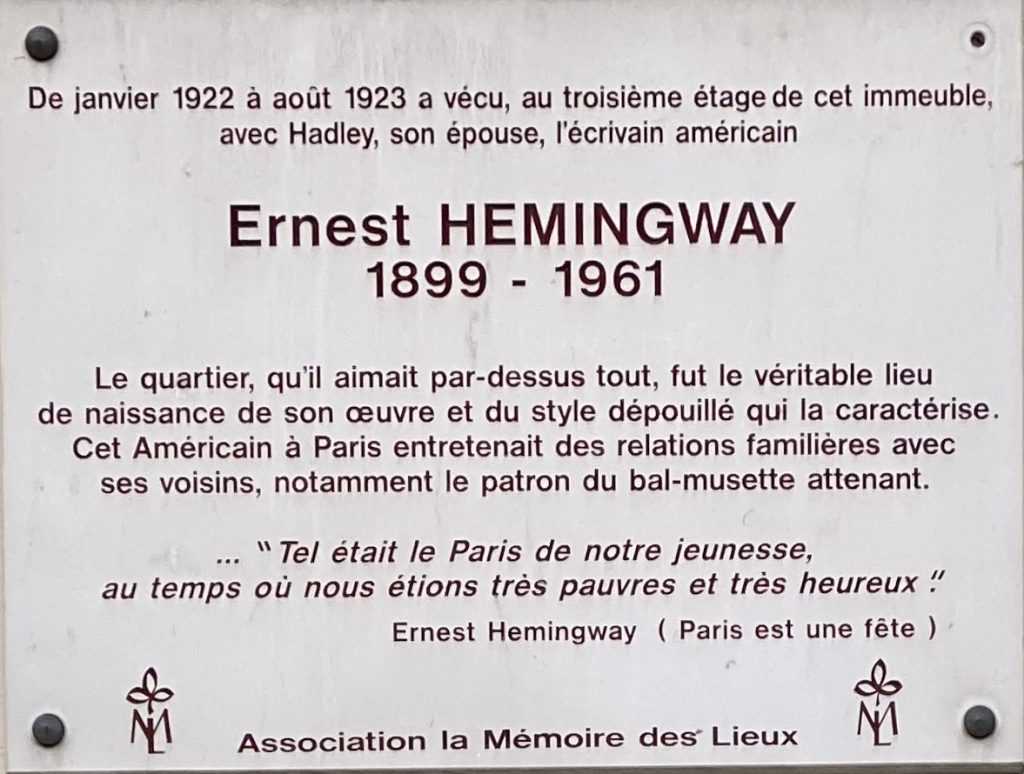 De janvier 1922 à août 1923 a vécu, au troisième étage de cet immeuble,
avec Hadley, son épouse, l'écrivain américain
Ernest HEMINGWAY
1899 - 1961
Le quartier, qu'il aimait par-dessus tout, fut le véritable lieu
de naissance de son œuvre et du style dépouillé qui la caractérise.
Cet Américain à Paris entretenait des relations familières avec
ses voisins, notamment le patron du bal-musette attenant.
... “ Tel était le Paris de notre jeunesse,
au temps où nous étions très pauvres et très heureux .”
Ernest Hemingway ( Paris est une fête )
Association la Mémoire des Lieux